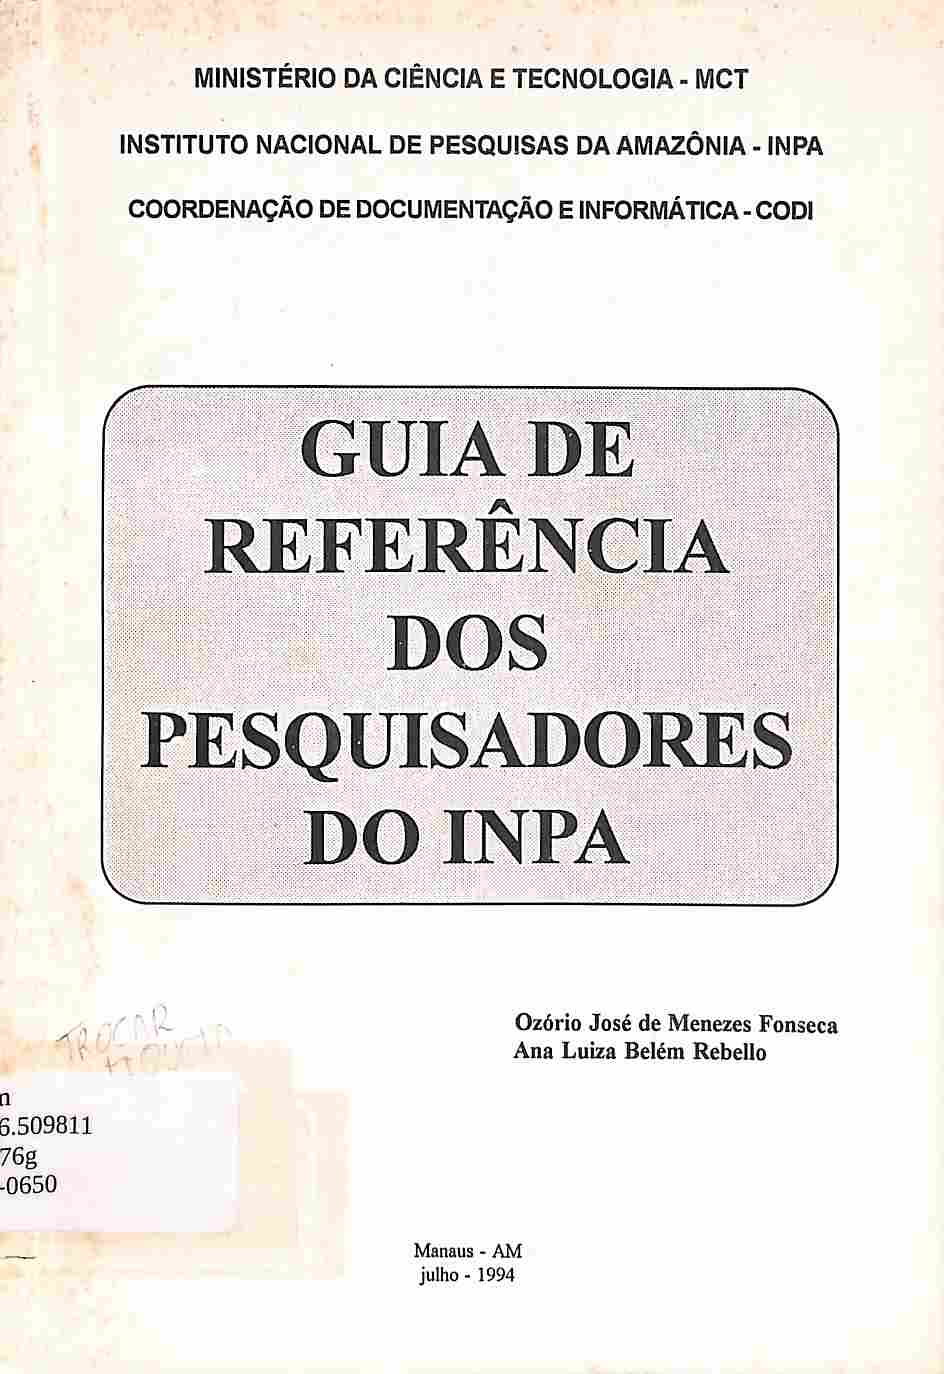 MINISTÉRIO DA CIÊNCIA E TECNOLOGIA - MCT
INSTITUTO NACIONAL DE PESQUISAS DA AMAZÔNIA - INPA
COORDENAÇÃO DE DOCUMENTAÇÃO E INFORMÁTICA - CODI
GUIA DE
REFERÊNCIA
DOS
PESQUISADORES
DO INPA
Ozório José de Menezes Fonseca
Ana Luiza Belém Rebello
TROCAR
6.509811
76g
-0650
Manaus - AM
julho - 1994